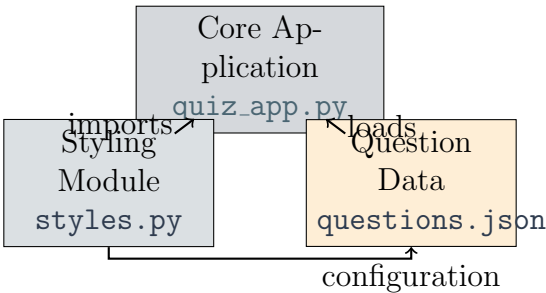 Core Ap-
plication
quiz_app.py
imports
loads
Styling
Module
styles.py
Question
Data
questions.json
configuration